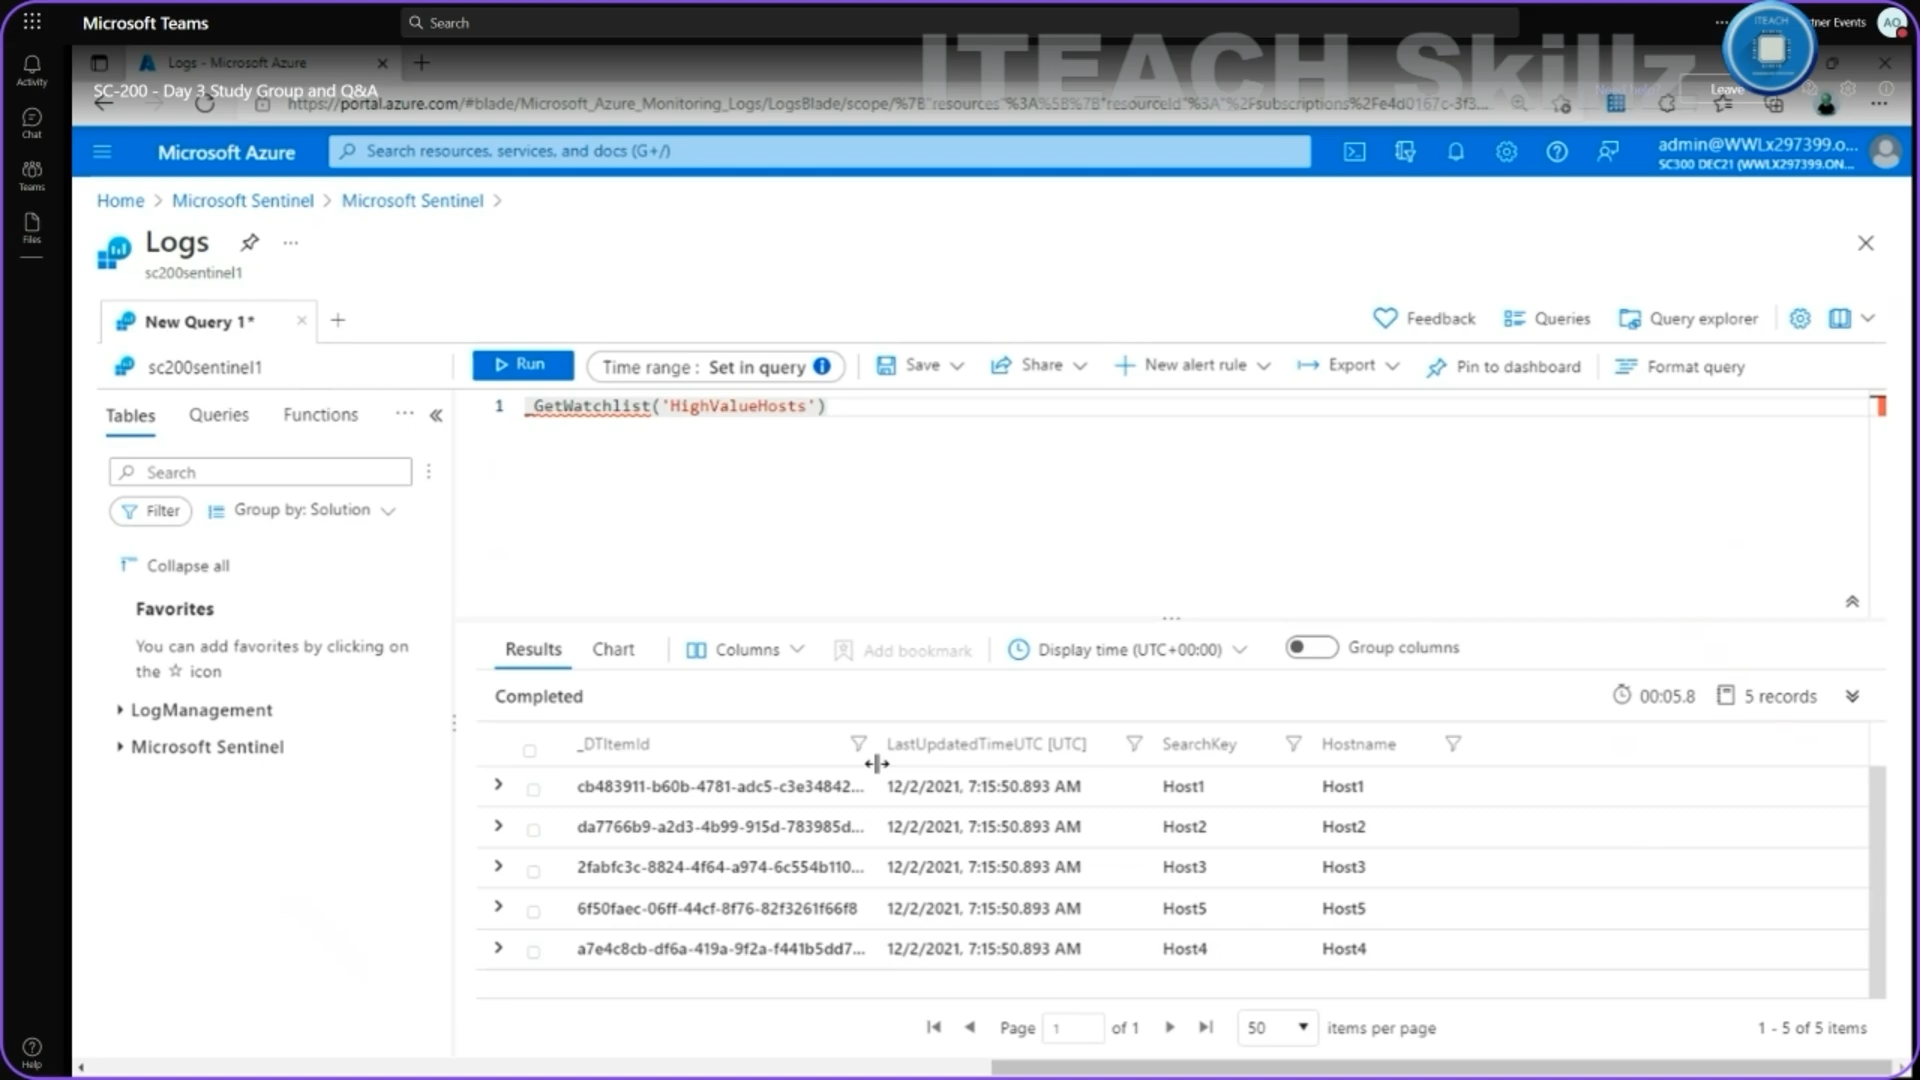 Microsoft Teams
Search
ITEACH
tner Events
AO
ITEACH Skillz
Activity
Logs - Microsoft Azure
SC-200 - Day 3 Study Group and Q&A
https://portal.azure.com/#blade/Microsoft_Azure_Monitoring_Logs/LogsBlade/scope/%7B"resources"%3A%5B%7B"resourceId"%3A"%2Fsubscriptions%2Fe4d0167c-3f3...
Leave
Chat
Teams
Files
Help
Microsoft Azure
Search resources, services, and docs (G+/)
admin@WWLx297399.o...
SC300 DEC21 (WWLX297399.ON...
Home > Microsoft Sentinel > Microsoft Sentinel >
Logs
sc200sentinel1
New Query 1*
Feedback
Queries
Query explorer
sc200sentinel1
Run
Time range : Set in query
Save
Share
New alert rule
Export
Pin to dashboard
Format query
Tables
Queries
Functions
1 _GetWatchlist('HighValueHosts')
Search
Filter
Group by: Solution
Collapse all
Favorites
You can add favorites by clicking on
the ☆ icon
LogManagement
Microsoft Sentinel
Results
Chart
Columns
Add bookmark
Display time (UTC+00:00)
Group columns
Completed
00:05.8
5 records
_DTItemId LastUpdatedTimeUTC [UTC] SearchKey Hostname
cb483911-b60b-4781-adc5-c3e34842... 12/2/2021, 7:15:50.893 AM Host1 Host1
da7766b9-a2d3-4b99-915d-783985d... 12/2/2021, 7:15:50.893 AM Host2 Host2
2fabfc3c-8824-4f64-a974-6c554b110... 12/2/2021, 7:15:50.893 AM Host3 Host3
6f50faec-06ff-44cf-8f76-82f3261f66f8 12/2/2021, 7:15:50.893 AM Host5 Host5
a7e4c8cb-df6a-419a-9f2a-f441b5dd7... 12/2/2021, 7:15:50.893 AM Host4 Host4
Page 1 of 1
50 items per page
1 - 5 of 5 items